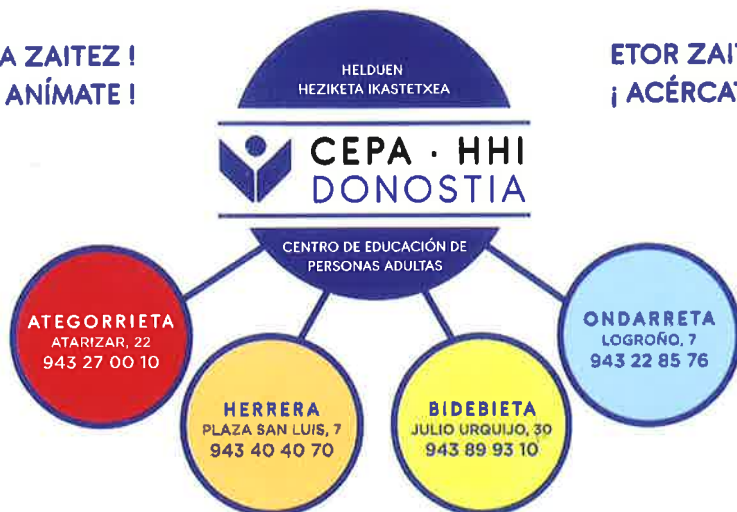 A ZAITEZ !
ANÍMATE !
HELDUEN
HEZIKETA IKASTETXEA
ETOR ZAIT
¡ ACÉRCAT
CEPA · HHI
DONOSTIA
CENTRO DE EDUCACIÓN DE
PERSONAS ADULTAS
ATEGORRIETA
ATARIZAR, 22
943 27 00 10
HERRERA
PLAZA SAN LUIS, 7
943 40 40 70
BIDEBIETA
JULIO URQUIJO, 30
943 89 93 10
ONDARRETA
LOGROÑO, 7
943 22 85 76